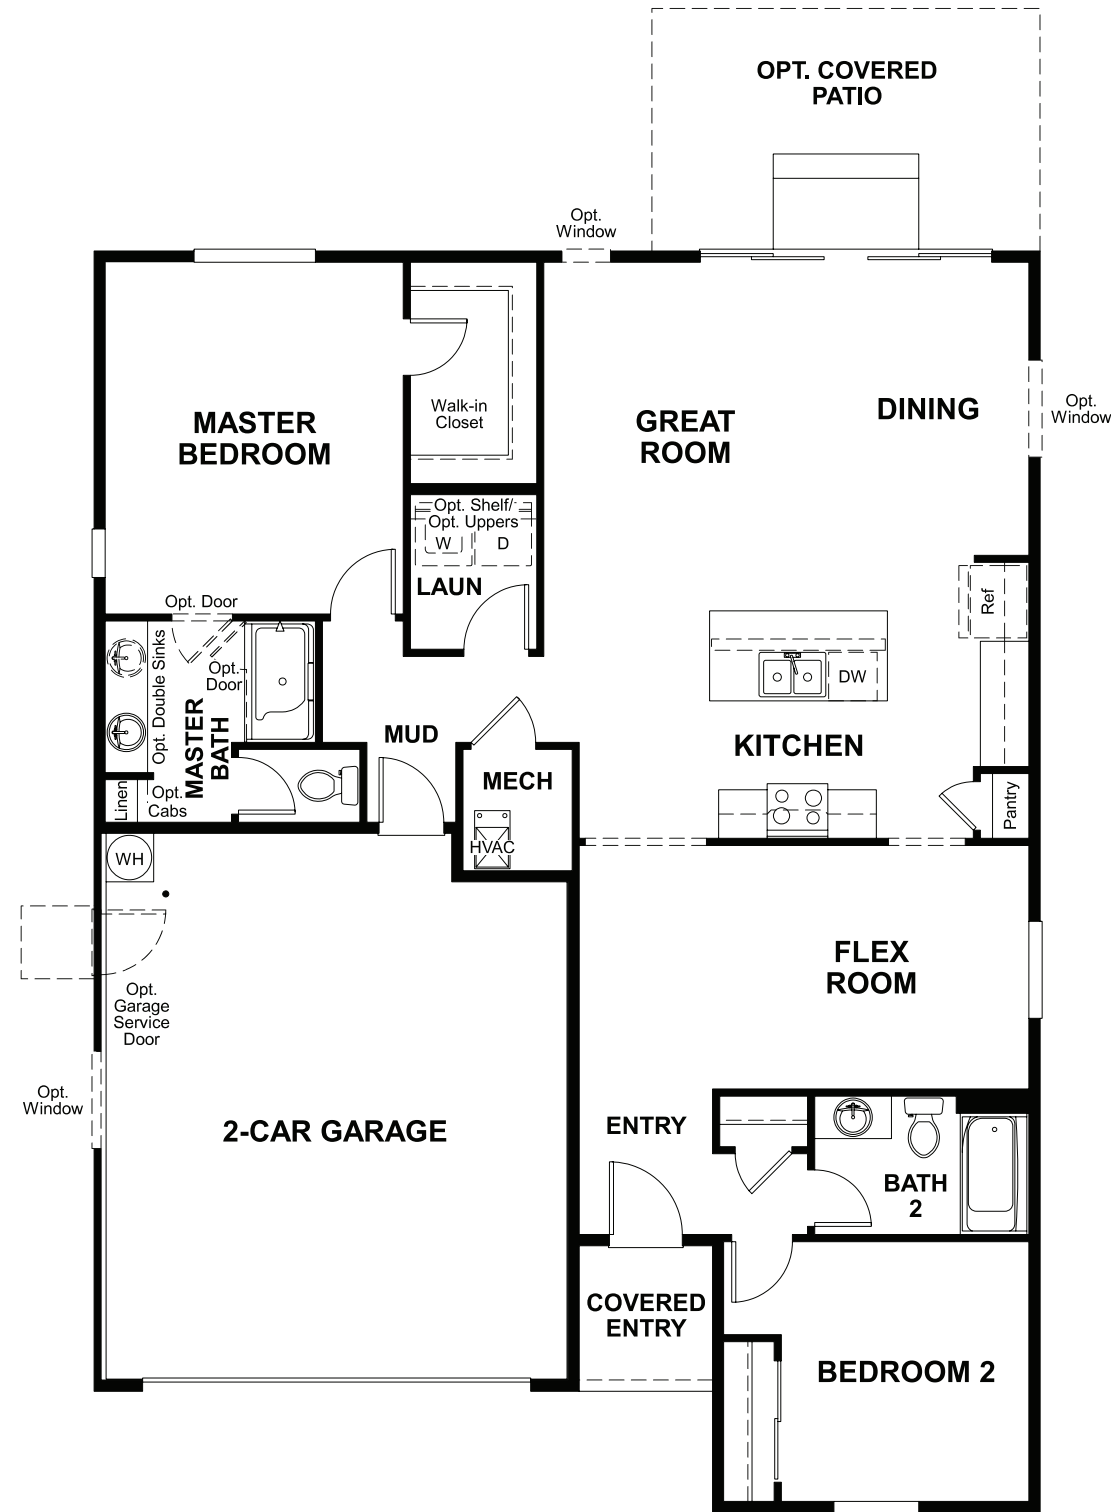 OPT. COVERED
PATIO
Opt.
Window
MASTER
BEDROOM
Walk-in
Closet
GREAT
ROOM
DINING
Opt.
Window
Opt. Shelf/
Opt. Uppers
W
D
LAUN
Opt. Door
Opt. Double Sinks
Opt.
Door
MASTER
BATH
Linen
Opt.
Cabs
MUD
MECH
HVAC
Ref
DW
KITCHEN
Pantry
WH
Opt.
Garage
Service
Door
Opt.
Window
2-CAR GARAGE
FLEX
ROOM
ENTRY
BATH
2
COVERED
ENTRY
BEDROOM 2